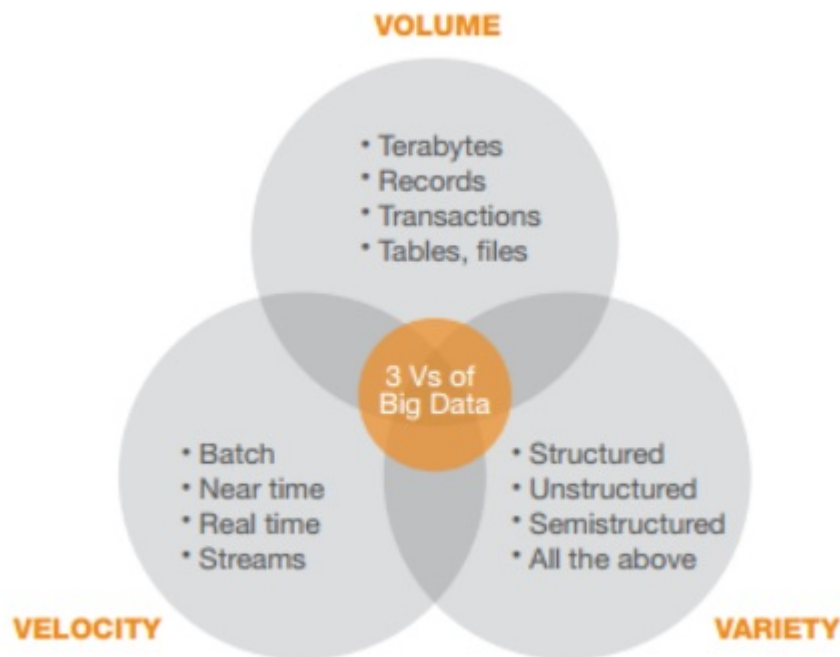 VOLUME
• Terabytes
• Records
• Transactions
• Tables, files
3 Vs of
Big Data
• Batch
• Near time
• Real time
• Streams
• Structured
• Unstructured
• Semistructured
• All the above
VELOCITY
VARIETY